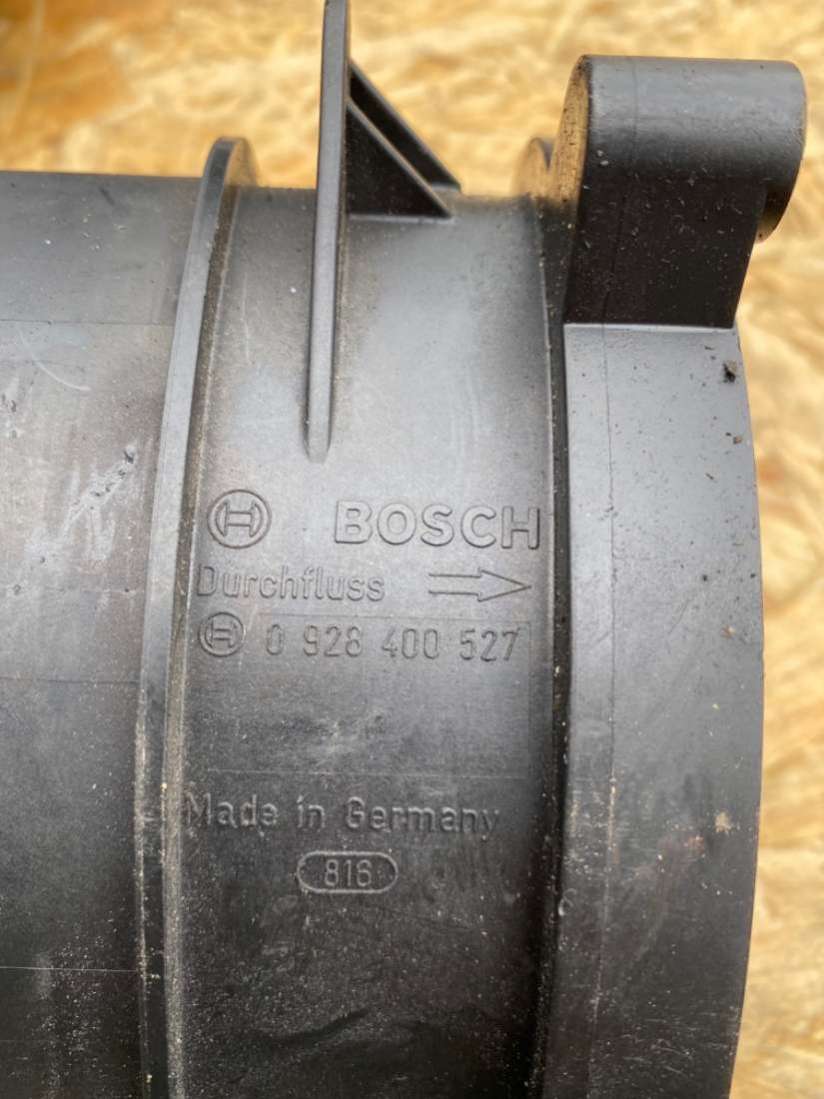 BOSCH
Durchfluss
0 928 400 527
Made in Germany
816